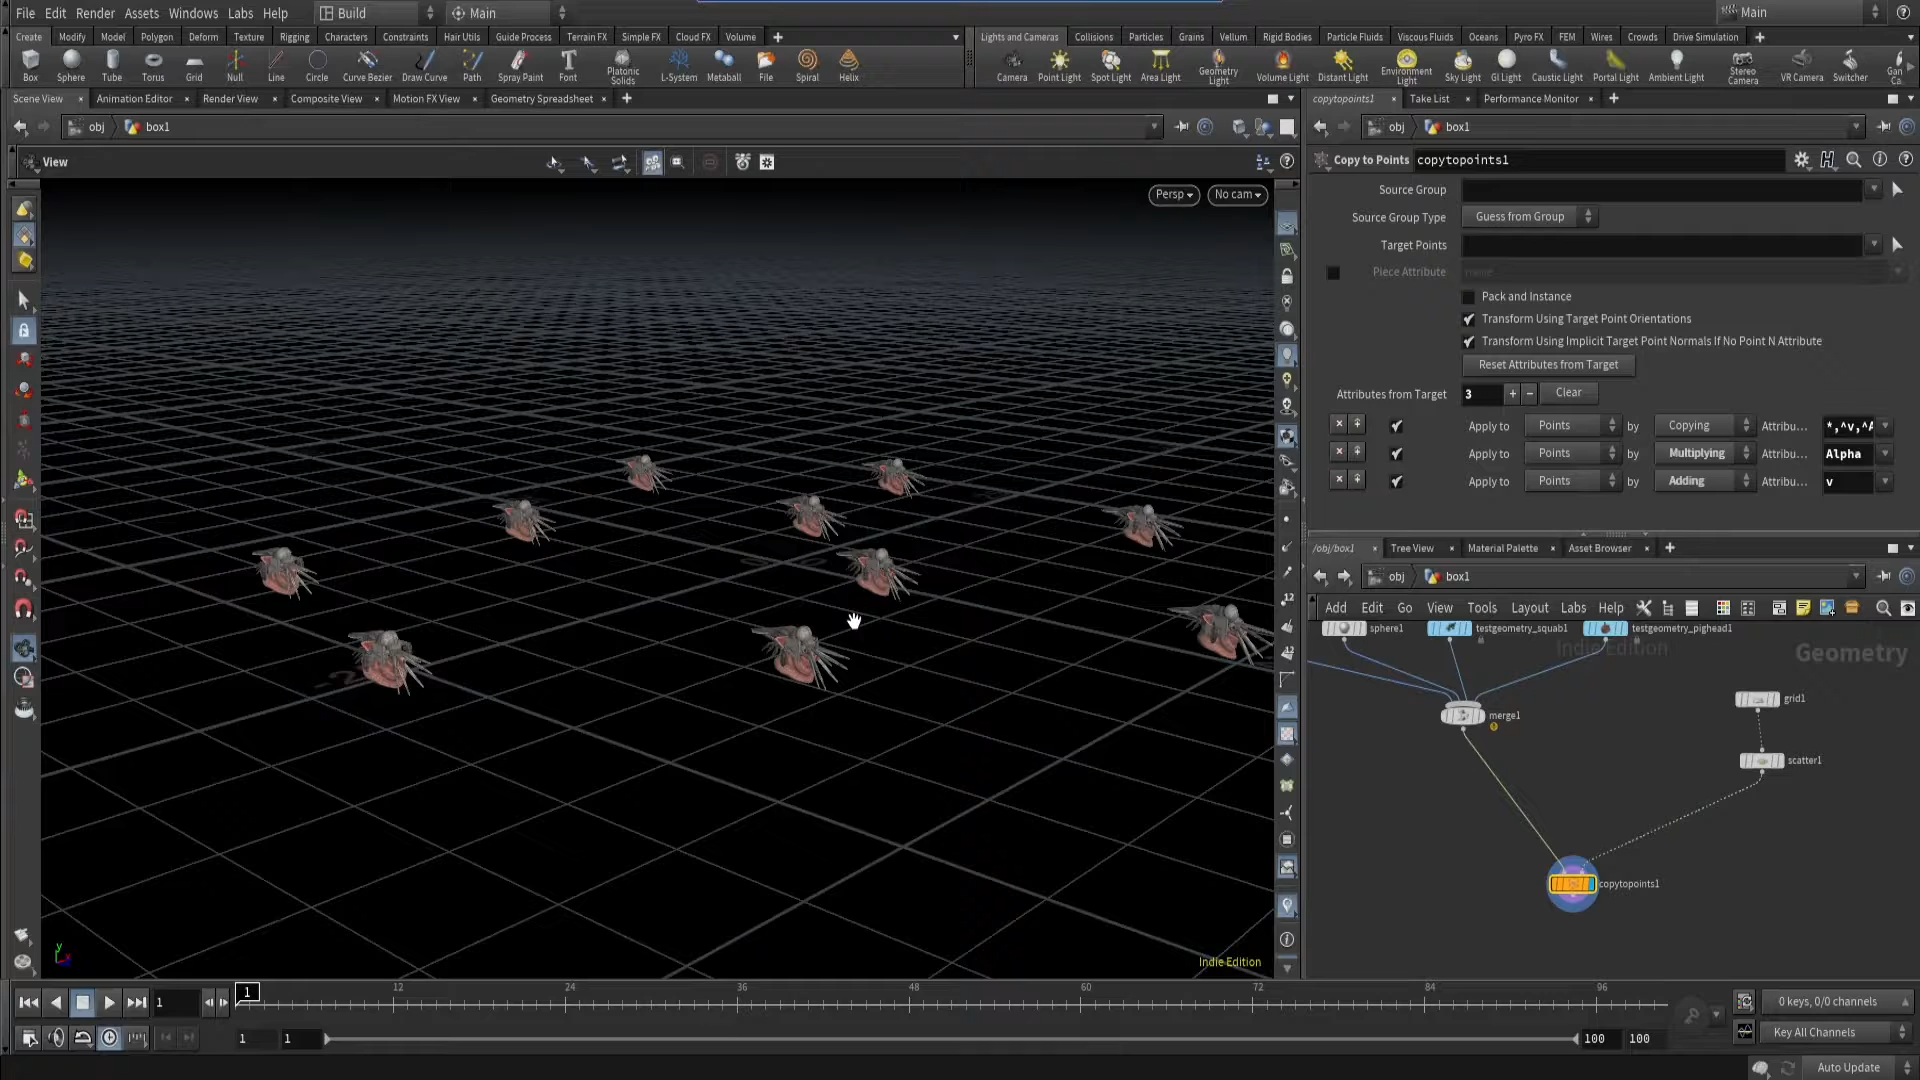 File Edit Render Assets Windows Labs Help Build Main Main
Create Modify Model Polygon Deform Texture Rigging Characters Constraints Hair Utils Guide Process Terrain FX Simple FX Cloud FX Volume
Lights and Cameras Collisions Particles Grains Vellum Rigid Bodies Particle Fluids Viscous Fluids Oceans Pyro FX FEM Wires Crowds Drive Simulation
Box Sphere Tube Torus Grid Null Line Circle Curve Bezier Draw Curve Path Spray Paint Font Platonic Solids L-System Metaball File Spiral Helix
Camera Point Light Spot Light Area Light Geometry Light Volume Light Distant Light Environment Light Sky Light GI Light Caustic Light Portal Light Ambient Light Stereo Camera VR Camera Switcher
Scene View Animation Editor Render View Composite View Motion FX View Geometry Spreadsheet
copytopoints1 Take List Performance Monitor
obj box1
obj box1
View
Copy to Points copytopoints1
Persp No cam
Source Group
Source Group Type Guess from Group
Target Points
Piece Attribute name
Pack and Instance
Transform Using Target Point Orientations
Transform Using Implicit Target Point Normals If No Point N Attribute
Reset Attributes from Target
Attributes from Target 3 + − Clear
Apply to Points by Copying Attribu... *,^v,^A
Apply to Points by Multiplying Attribu... Alpha
Apply to Points by Adding Attribu... v
/obj/box1 Tree View Material Palette Asset Browser
obj box1
Add Edit Go View Tools Layout Labs Help
sphere1 testgeometry_squab1 testgeometry_pighead1
Indie Edition Geometry
grid1
merge1
scatter1
copytopoints1
Indie Edition
1 1 12 24 36 48 60 72 84 96 0 keys, 0/0 channels
1 1 100 100 Key All Channels
Auto Update